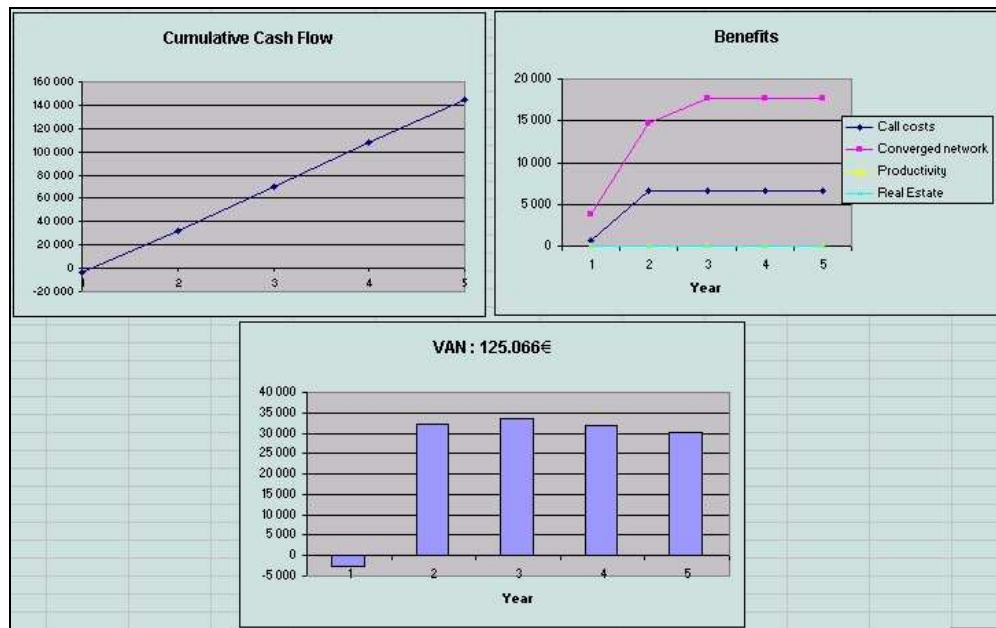 Cumulative Cash Flow
160 000
140 000
120 000
100 000
80 000
60 000
40 000
20 000
0
-20 000
1 2 3 4 5
Benefits
20 000
15 000
10 000
5 000
0
1 2 3 4 5
Year
Call costs
Converged network
Productivity
Real Estate
VAN : 125.066€
40 000
35 000
30 000
25 000
20 000
15 000
10 000
5 000
0
-5 000
1 2 3 4 5
Year